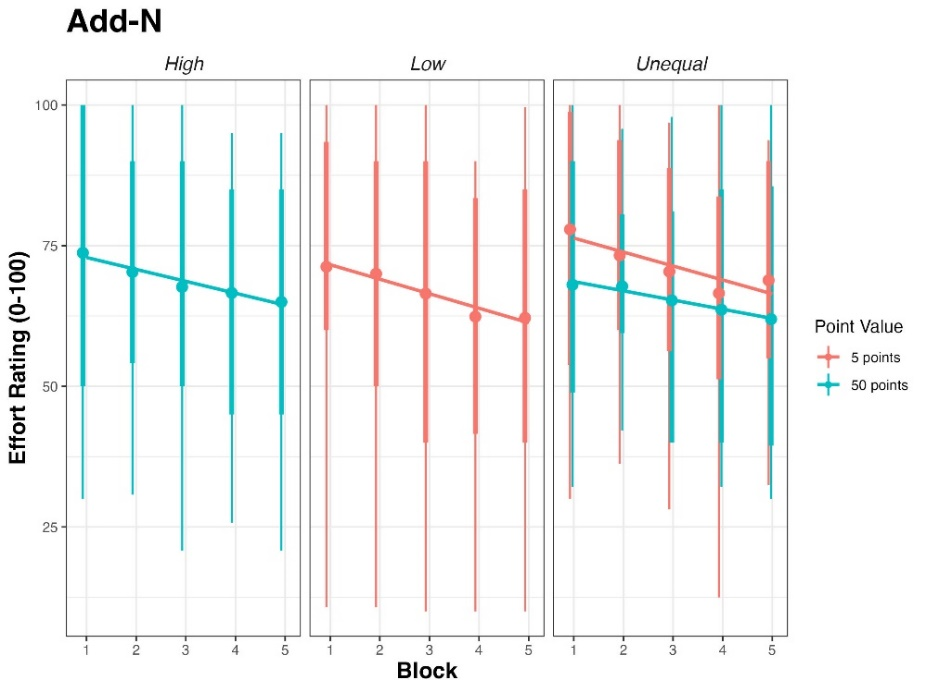 Add-N
High Low Unequal
100
75
50
25
Effort Rating (0-100)
1 2 3 4 5 1 2 3 4 5 1 2 3 4 5
Block
Point Value
5 points
50 points